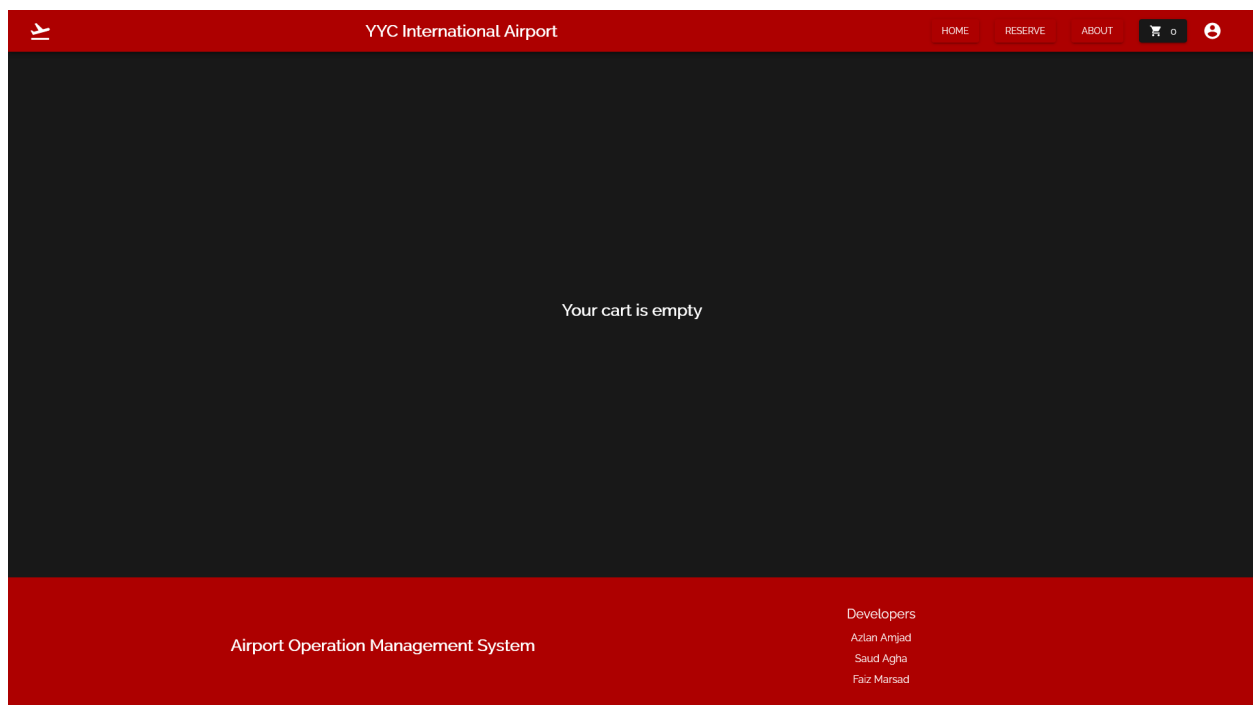 YYC International Airport
HOME RESERVE ABOUT 0
Your cart is empty
Airport Operation Management System
Developers
Azlan Amjad
Saud Agha
Faiz Marsad